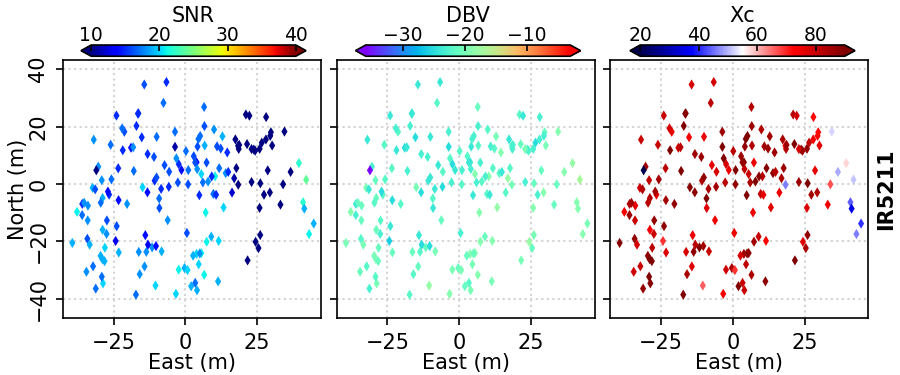 SNR DBV Xc
10 20 30 40 −30 −20 −10 20 40 60 80
40
20
0
−20
−40
North (m)
IR5211
−25 0 25 −25 0 25 −25 0 25
East (m) East (m) East (m)